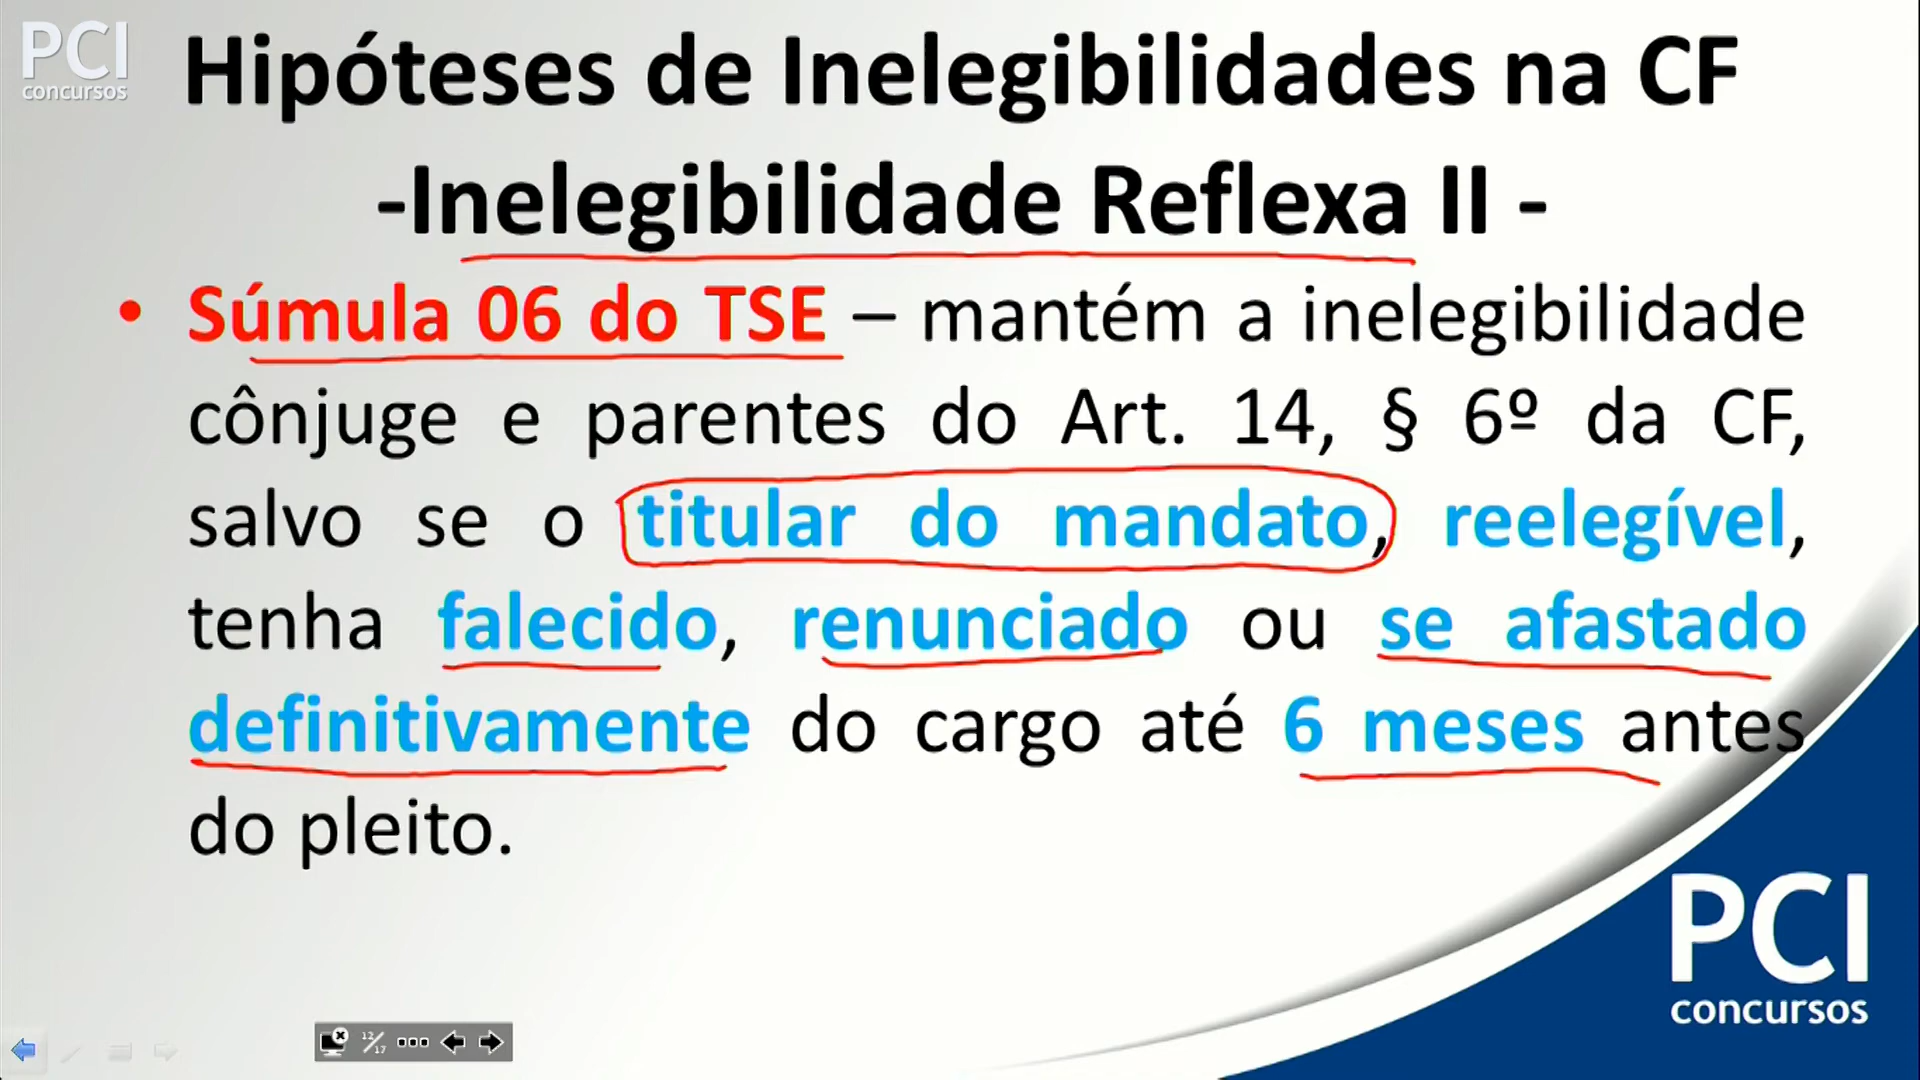 PCI
concursos
Hipóteses de Inelegibilidades na CF
-Inelegibilidade Reflexa II -
• Súmula 06 do TSE – mantém a inelegibilidade
cônjuge e parentes do Art. 14, § 6º da CF,
salvo se o titular do mandato, reelegível,
tenha falecido, renunciado ou se afastado
definitivamente do cargo até 6 meses antes
do pleito.
PCI
concursos
12/17